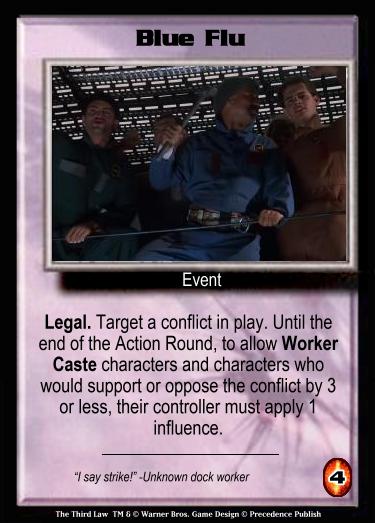 Blue Flu
Event
Legal. Target a conflict in play. Until the
end of the Action Round, to allow Worker
Caste characters and characters who
would support or oppose the conflict by 3
or less, their controller must apply 1
influence.
"I say strike!" -Unknown dock worker
4
The Third Law TM & © Warner Bros. Game Design © Precedence Publish